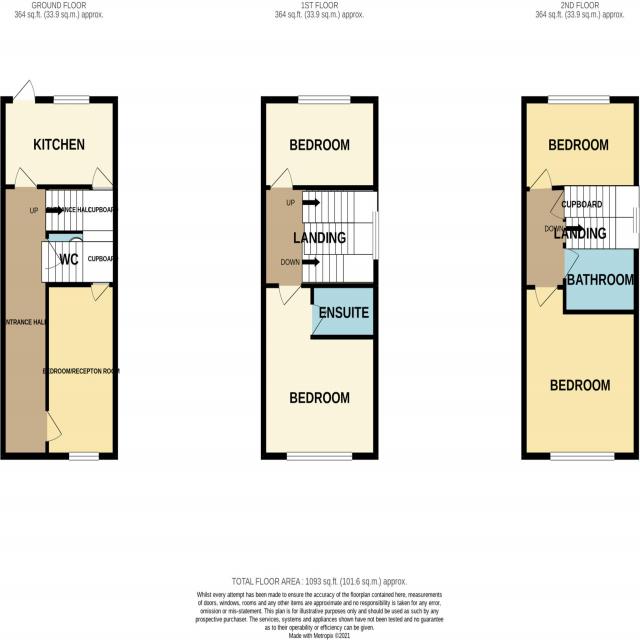 GROUND FLOOR
364 sq.ft. (33.9 sq.m.) approx.
1ST FLOOR
364 sq.ft. (33.9 sq.m.) approx.
2ND FLOOR
364 sq.ft. (33.9 sq.m.) approx.
KITCHEN
UP
CUPBOARD
WC
CUPBOARD
ENTRANCE HALL
BEDROOM/RECEPTON ROOM
BEDROOM
UP
LANDING
DOWN
ENSUITE
BEDROOM
BEDROOM
CUPBOARD
DOWN
LANDING
BATHROOM
BEDROOM
TOTAL FLOOR AREA : 1093 sq.ft. (101.6 sq.m.) approx.
Whilst every attempt has been made to ensure the accuracy of the floorplan contained here, measurements
of doors, windows, rooms and any other items are approximate and no responsibility is taken for any error,
omission or mis-statement. This plan is for illustrative purposes only and should be used as such by any
prospective purchaser. The services, systems and appliances shown have not been tested and no guarantee
as to their operability or efficiency can be given.
Made with Metropix ©2021